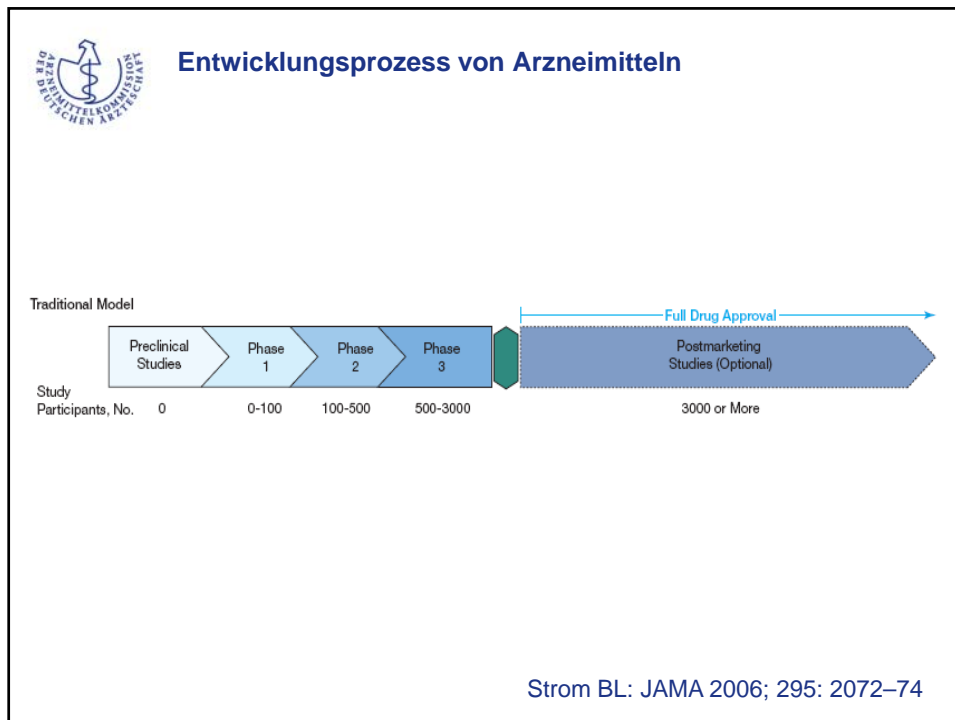 ARZNEIMITTELKOMMISSION
DER DEUTSCHEN ÄRZTESCHAFT
Entwicklungsprozess von Arzneimitteln
Traditional Model
Full Drug Approval
Preclinical
Studies
Phase
1
Phase
2
Phase
3
Postmarketing
Studies (Optional)
Study
Participants, No. 0 0-100 100-500 500-3000 3000 or More
Strom BL: JAMA 2006; 295: 2072–74